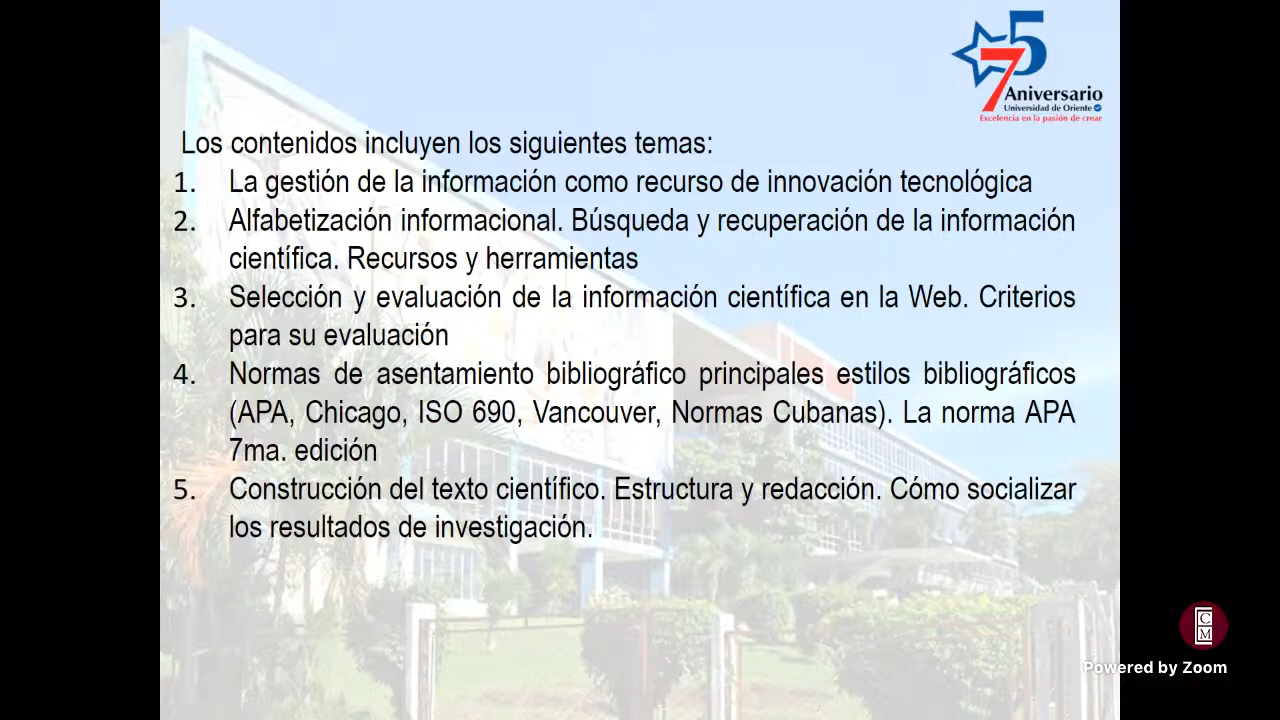 75
Aniversario
Universidad de Oriente
Excelencia en la pasión de crear
Los contenidos incluyen los siguientes temas:
1. La gestión de la información como recurso de innovación tecnológica
2. Alfabetización informacional. Búsqueda y recuperación de la información
científica. Recursos y herramientas
3. Selección y evaluación de la información científica en la Web. Criterios
para su evaluación
4. Normas de asentamiento bibliográfico principales estilos bibliográficos
(APA, Chicago, ISO 690, Vancouver, Normas Cubanas). La norma APA
7ma. edición
5. Construcción del texto científico. Estructura y redacción. Cómo socializar
los resultados de investigación.
C
M
Powered by Zoom